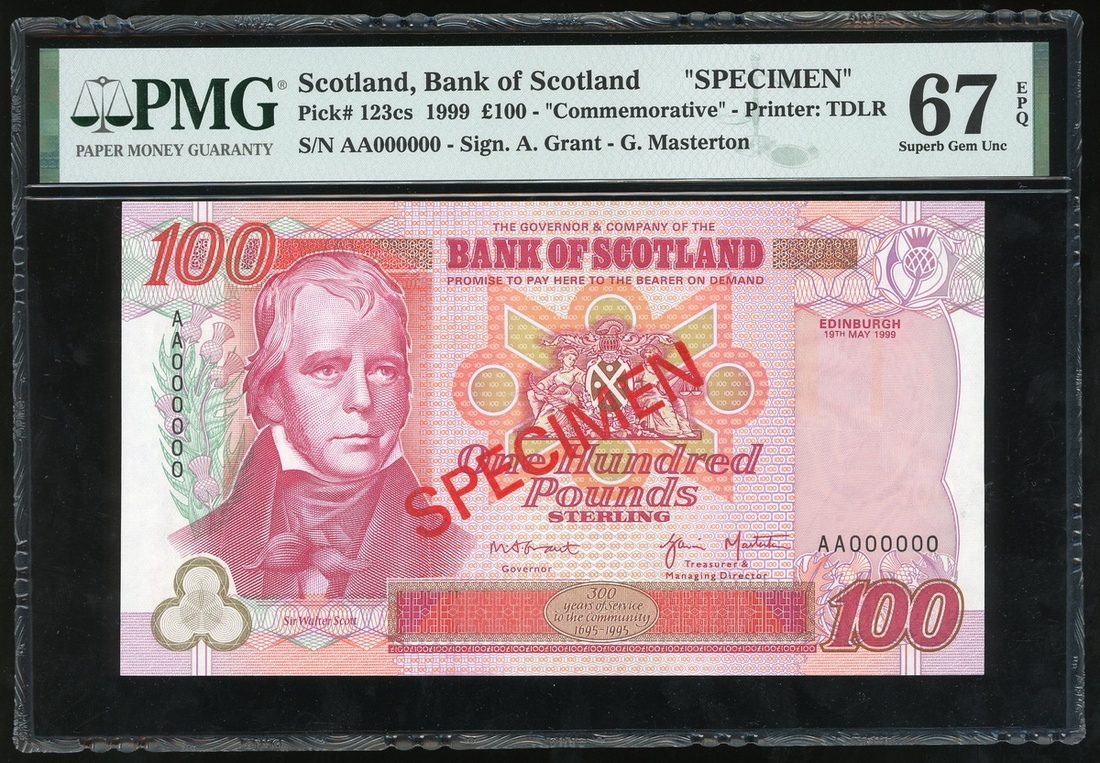 PMG®
PAPER MONEY GUARANTY
Scotland, Bank of Scotland "SPECIMEN"
Pick# 123cs 1999 £100 - "Commemorative" - Printer: TDLR
S/N AA000000 - Sign. A. Grant - G. Masterton
67
EPQ
Superb Gem Unc
100
THE GOVERNOR & COMPANY OF THE
BANK OF SCOTLAND
PROMISE TO PAY HERE TO THE BEARER ON DEMAND
EDINBURGH
19TH MAY 1999
AA000000
SPECIMEN
One Hundred
Pounds
STERLING
Governor
Treasurer &
Managing Director
AA000000
300
years of Service
to the community
1695-1995
Sir Walter Scott
100